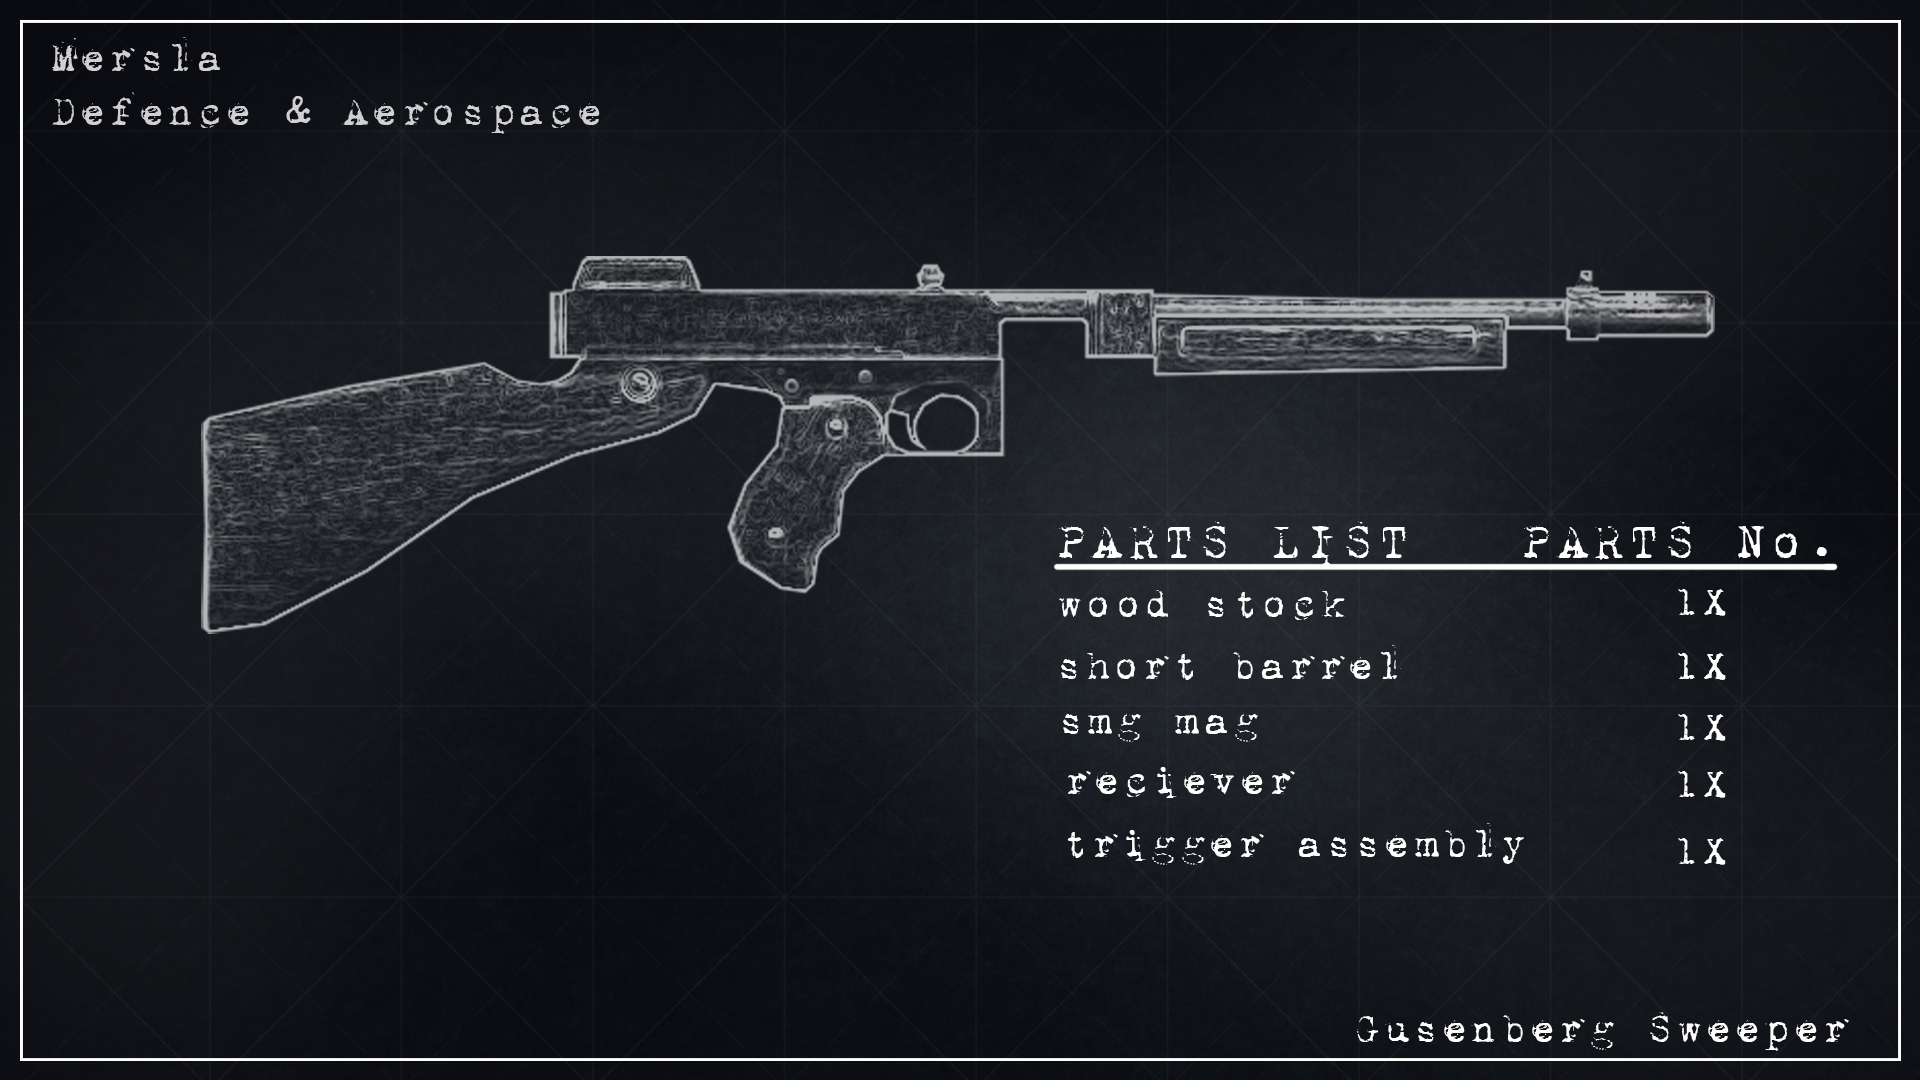 Mersla
Defence & Aerospace
PARTS LIST PARTS No.
wood stock 1X
short barrel 1X
smg mag 1X
reciever 1X
trigger assembly 1X
Gusenberg Sweeper